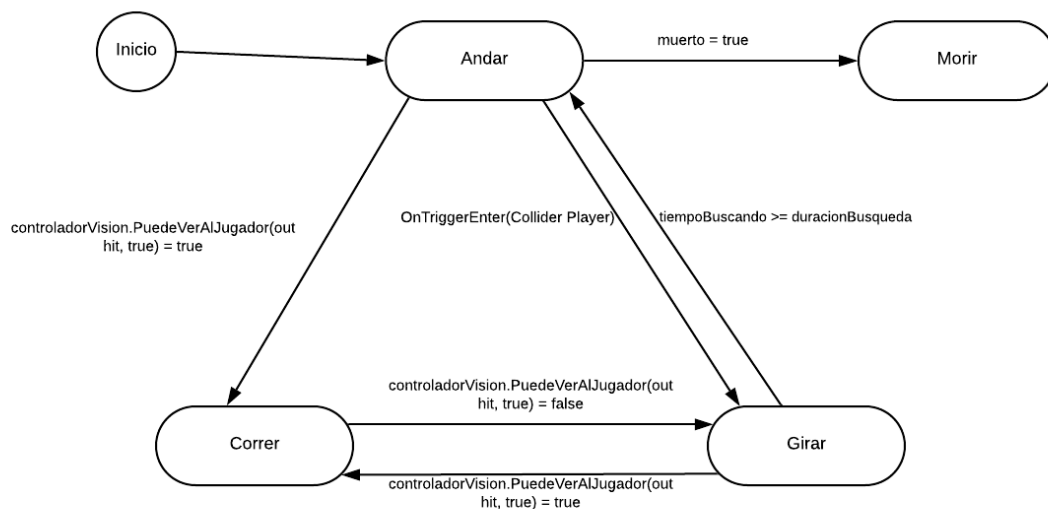 Inicio
Andar
muerto = true
Morir
controladorVision.PuedeVerAlJugador(out
hit, true) = true
OnTriggerEnter(Collider Player)
tiempoBuscando >= duracionBusqueda
controladorVision.PuedeVerAlJugador(out
hit, true) = false
Correr
Girar
controladorVision.PuedeVerAlJugador(out
hit, true) = true